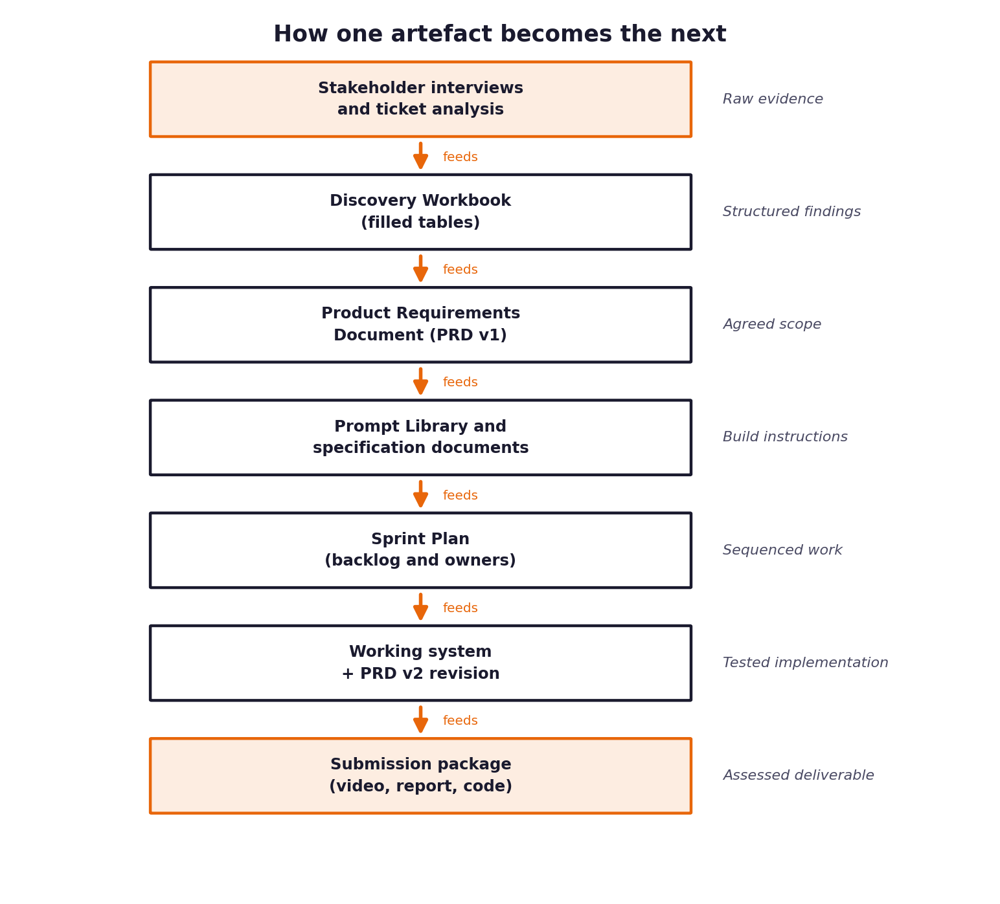 How one artefact becomes the next
Stakeholder interviews
and ticket analysis
Raw evidence
feeds
Discovery Workbook
(filled tables)
Structured findings
feeds
Product Requirements
Document (PRD v1)
Agreed scope
feeds
Prompt Library and
specification documents
Build instructions
feeds
Sprint Plan
(backlog and owners)
Sequenced work
feeds
Working system
+ PRD v2 revision
Tested implementation
feeds
Submission package
(video, report, code)
Assessed deliverable